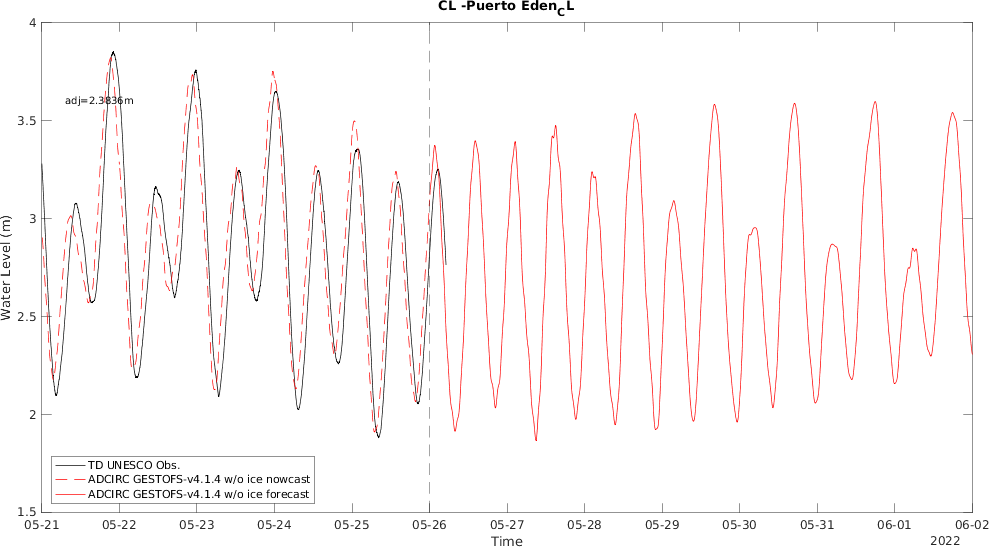 CL -Puerto Eden_CL
4
3.5
3
2.5
2
1.5
Water Level (m)
adj=2.3836m
TD UNESCO Obs.
ADCIRC GESTOFS-v4.1.4 w/o ice nowcast
ADCIRC GESTOFS-v4.1.4 w/o ice forecast
05-21 05-22 05-23 05-24 05-25 05-26 05-27 05-28 05-29 05-30 05-31 06-01 06-02
Time
2022